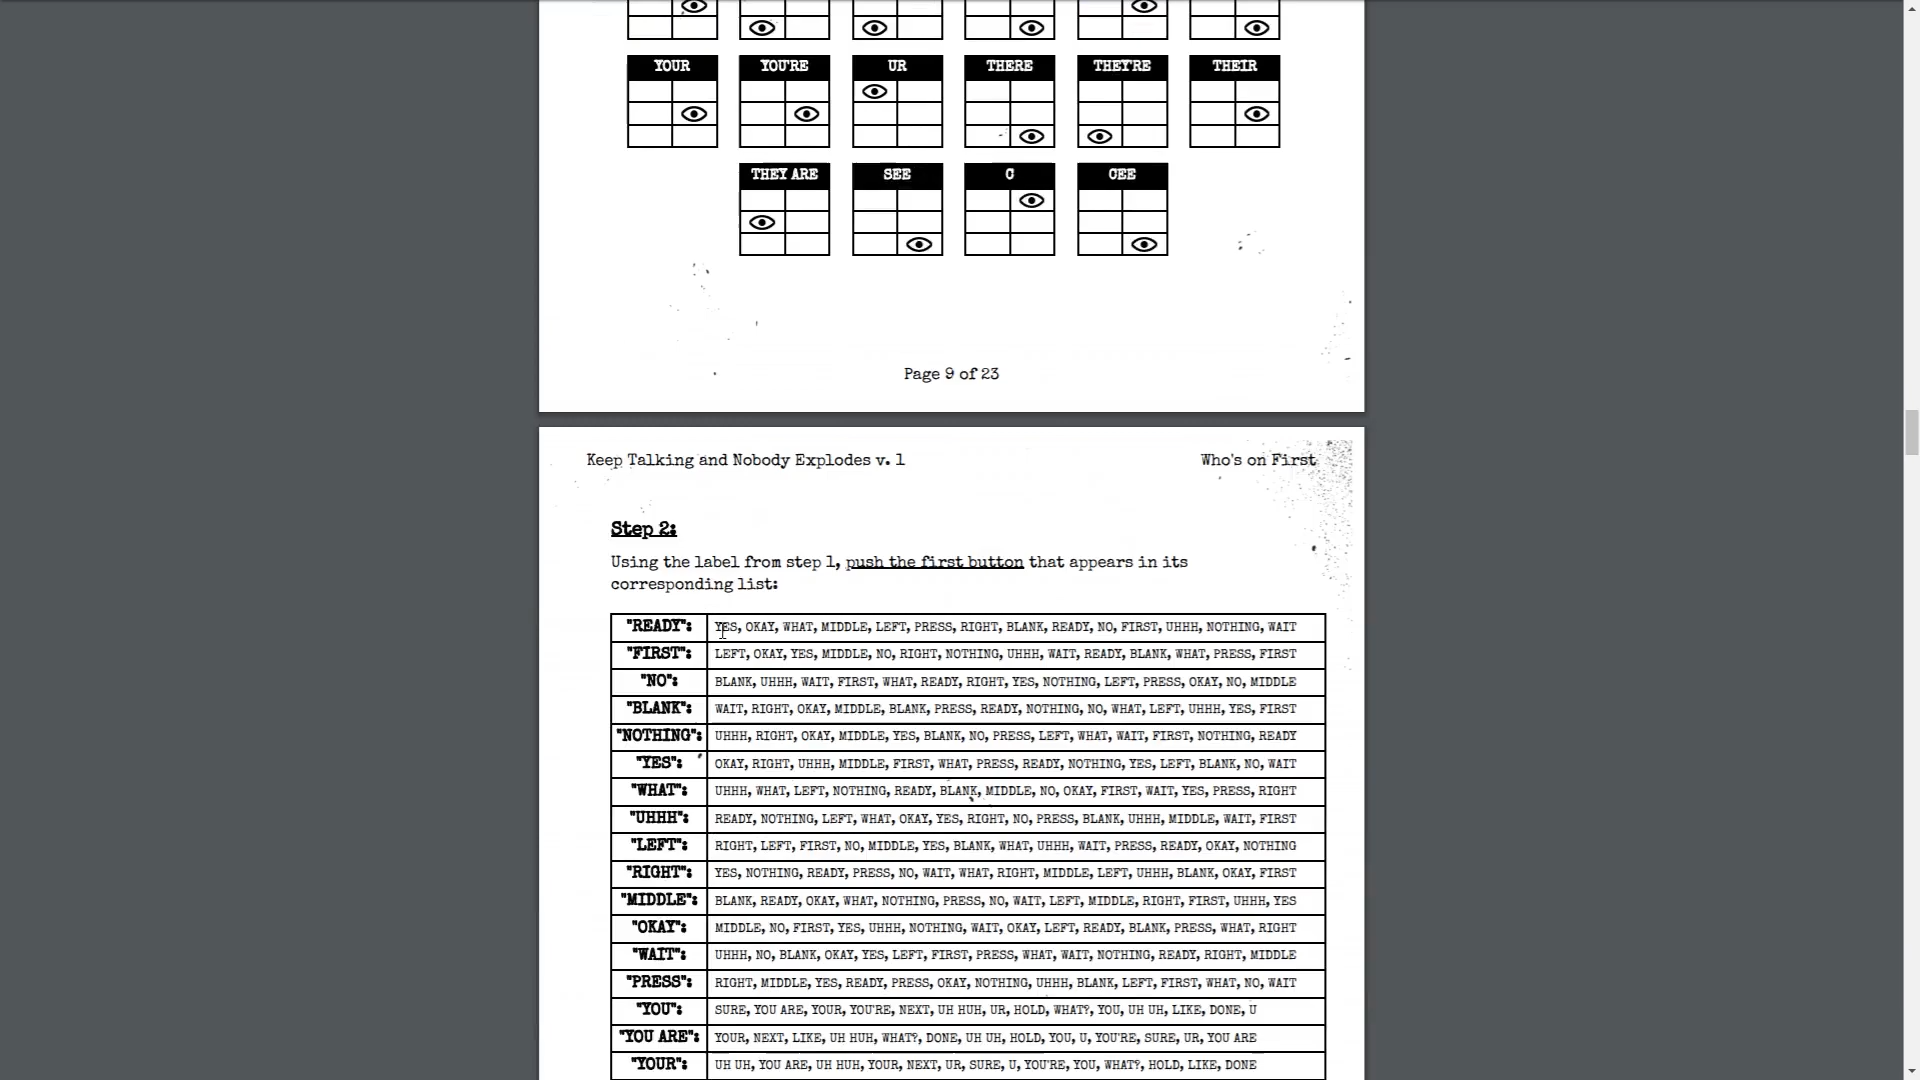 YOUR YOU'RE UR THERE THEY'RE THEIR
THEY ARE SEE C CEE
Page 9 of 23
Keep Talking and Nobody Explodes v. 1 Who's on First
Step 2:
Using the label from step 1, push the first button that appears in its
corresponding list:
"READY": YES, OKAY, WHAT, MIDDLE, LEFT, PRESS, RIGHT, BLANK, READY, NO, FIRST, UHHH, NOTHING, WAIT
"FIRST": LEFT, OKAY, YES, MIDDLE, NO, RIGHT, NOTHING, UHHH, WAIT, READY, BLANK, WHAT, PRESS, FIRST
"NO": BLANK, UHHH, WAIT, FIRST, WHAT, READY, RIGHT, YES, NOTHING, LEFT, PRESS, OKAY, NO, MIDDLE
"BLANK": WAIT, RIGHT, OKAY, MIDDLE, BLANK, PRESS, READY, NOTHING, NO, WHAT, LEFT, UHHH, YES, FIRST
"NOTHING": UHHH, RIGHT, OKAY, MIDDLE, YES, BLANK, NO, PRESS, LEFT, WHAT, WAIT, FIRST, NOTHING, READY
"YES": OKAY, RIGHT, UHHH, MIDDLE, FIRST, WHAT, PRESS, READY, NOTHING, YES, LEFT, BLANK, NO, WAIT
"WHAT": UHHH, WHAT, LEFT, NOTHING, READY, BLANK, MIDDLE, NO, OKAY, FIRST, WAIT, YES, PRESS, RIGHT
"UHHH": READY, NOTHING, LEFT, WHAT, OKAY, YES, RIGHT, NO, PRESS, BLANK, UHHH, MIDDLE, WAIT, FIRST
"LEFT": RIGHT, LEFT, FIRST, NO, MIDDLE, YES, BLANK, WHAT, UHHH, WAIT, PRESS, READY, OKAY, NOTHING
"RIGHT": YES, NOTHING, READY, PRESS, NO, WAIT, WHAT, RIGHT, MIDDLE, LEFT, UHHH, BLANK, OKAY, FIRST
"MIDDLE": BLANK, READY, OKAY, WHAT, NOTHING, PRESS, NO, WAIT, LEFT, MIDDLE, RIGHT, FIRST, UHHH, YES
"OKAY": MIDDLE, NO, FIRST, YES, UHHH, NOTHING, WAIT, OKAY, LEFT, READY, BLANK, PRESS, WHAT, RIGHT
"WAIT": UHHH, NO, BLANK, OKAY, YES, LEFT, FIRST, PRESS, WHAT, WAIT, NOTHING, READY, RIGHT, MIDDLE
"PRESS": RIGHT, MIDDLE, YES, READY, PRESS, OKAY, NOTHING, UHHH, BLANK, LEFT, FIRST, WHAT, NO, WAIT
"YOU": SURE, YOU ARE, YOUR, YOU'RE, NEXT, UH HUH, UR, HOLD, WHAT?, YOU, UH UH, LIKE, DONE, U
"YOU ARE": YOUR, NEXT, LIKE, UH HUH, WHAT?, DONE, UH UH, HOLD, YOU, U, YOU'RE, SURE, UR, YOU ARE
"YOUR": UH UH, YOU ARE, UH HUH, YOUR, NEXT, UR, SURE, U, YOU'RE, YOU, WHAT?, HOLD, LIKE, DONE